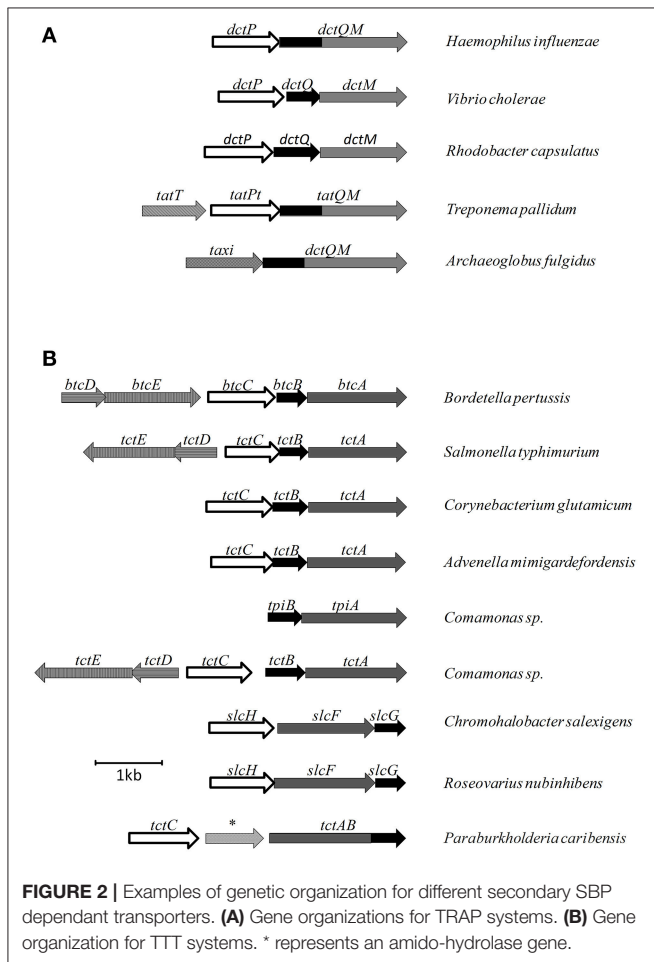 A
dctP dctQM Haemophilus influenzae
dctP dctQ dctM Vibrio cholerae
dctP dctQ dctM Rhodobacter capsulatus
tatT tatPt tatQM Treponema pallidum
taxi dctQM Archaeoglobus fulgidus
B
btcD btcE btcC btcB btcA Bordetella pertussis
tctE tctD tctC tctB tctA Salmonella typhimurium
tctC tctB tctA Corynebacterium glutamicum
tctC tctB tctA Advenella mimigardefordensis
tpiB tpiA Comamonas sp.
tctE tctD tctC tctB tctA Comamonas sp.
slcH slcF slcG Chromohalobacter salexigens
1kb
slcH slcF slcG Roseovarius nubinhibens
tctC * tctAB Paraburkholderia caribensis
FIGURE 2 | Examples of genetic organization for different secondary SBP
dependant transporters. (A) Gene organizations for TRAP systems. (B) Gene
organization for TTT systems. * represents an amido-hydrolase gene.